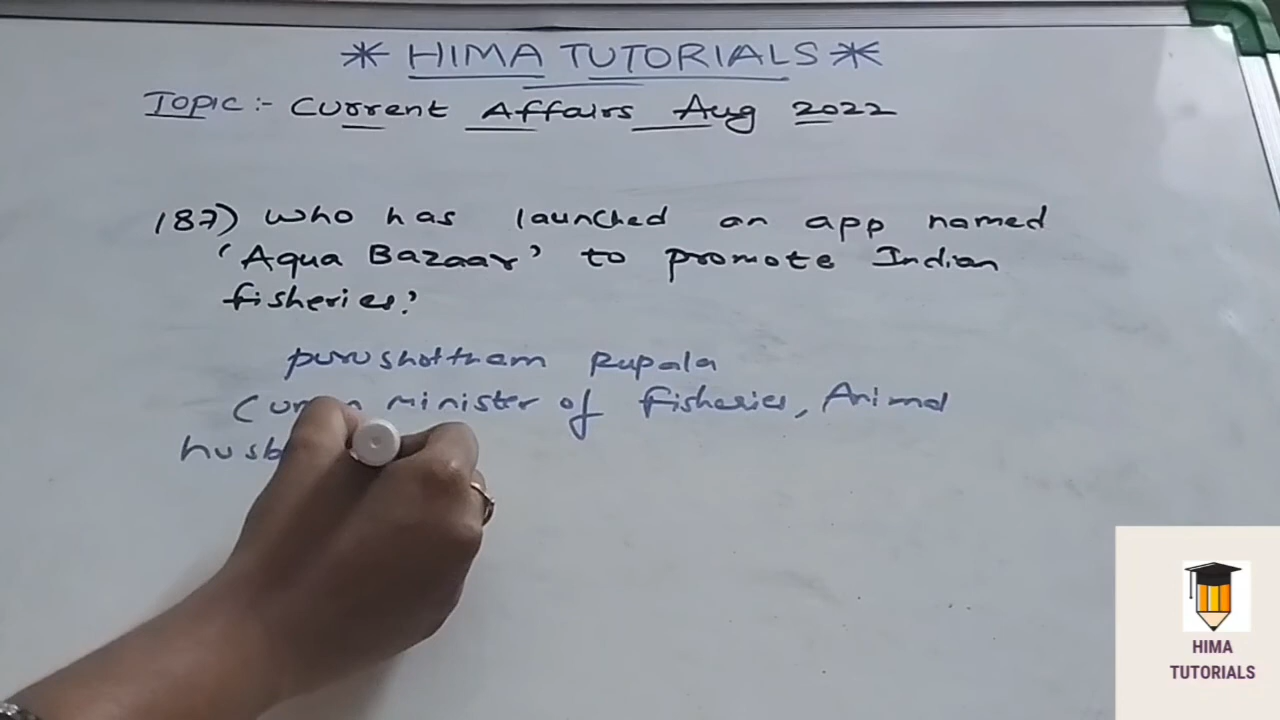 * HIMA TUTORIALS *
TOPIC :- Current Affairs Aug 2022
187) Who has launched an app named
'Aqua Bazaar' to promote Indian
fisheries?
purushottham Rupala
minister of fisheries, Animal
HIMA
TUTORIALS